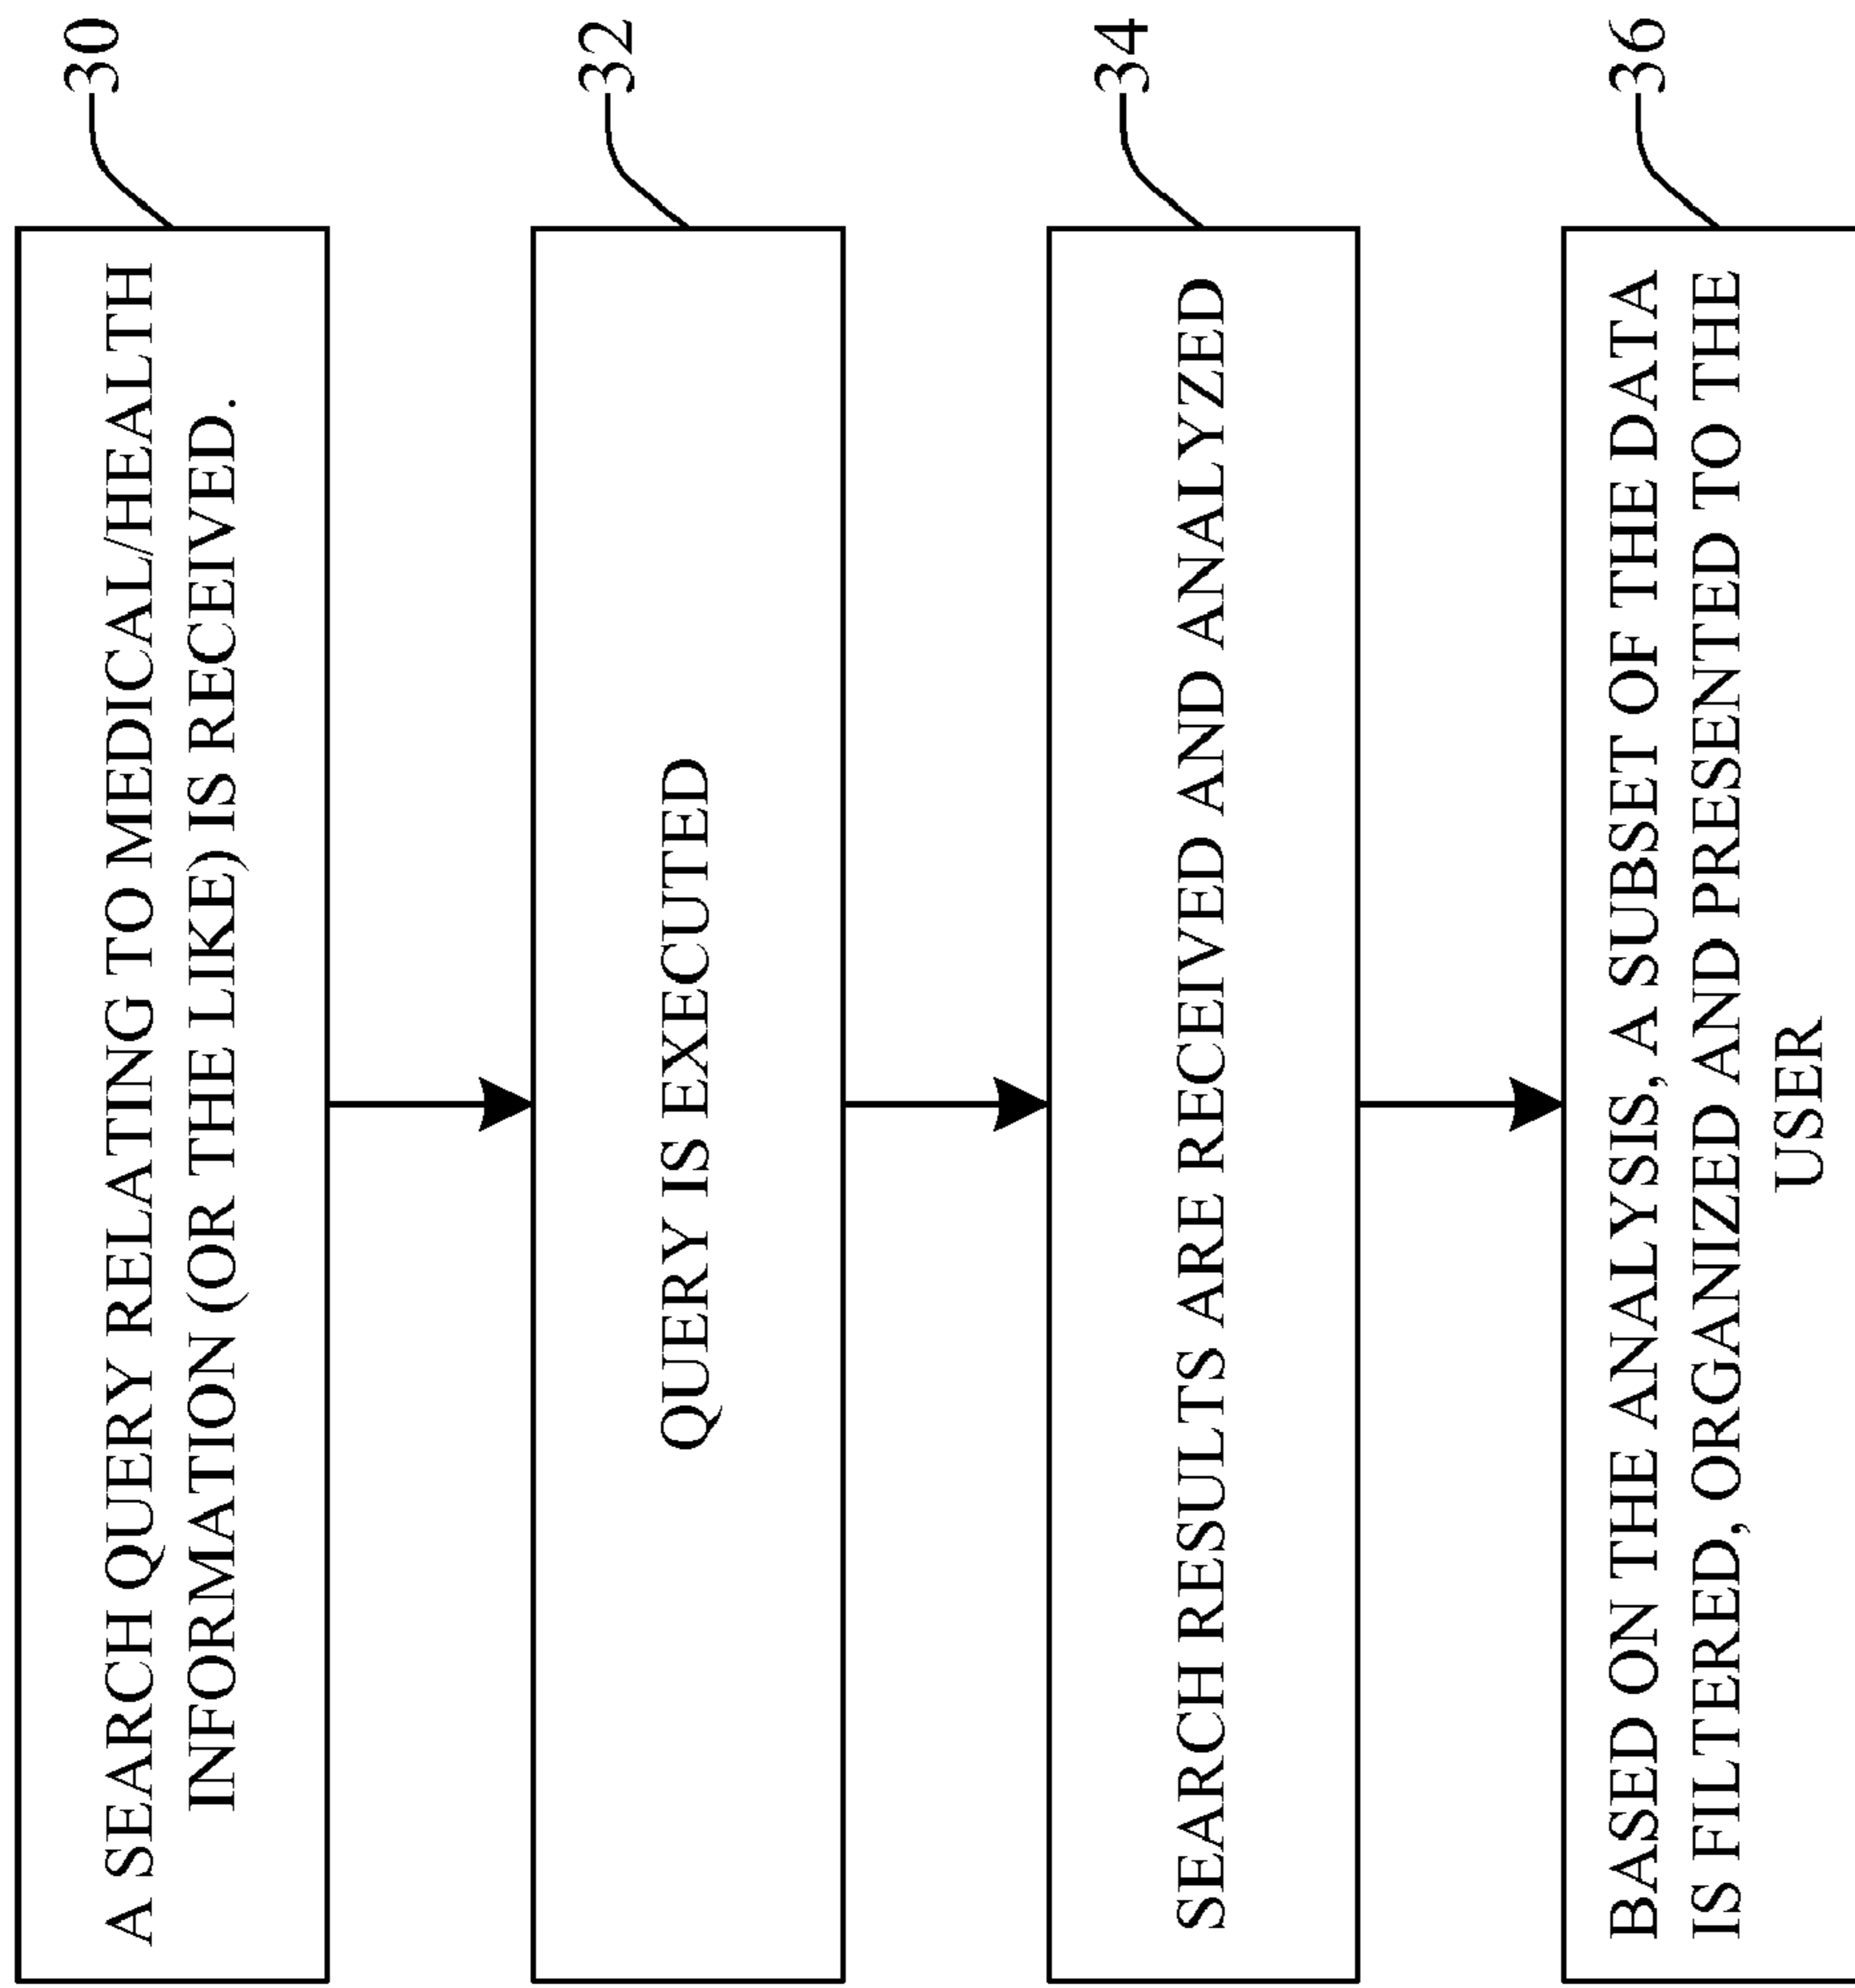 A SEARCH QUERY RELATING TO MEDICAL/HEALTH
INFORMATION (OR THE LIKE) IS RECEIVED.
30
QUERY IS EXECUTED
32
SEARCH RESULTS ARE RECEIVED AND ANALYZED
34
BASED ON THE ANALYSIS, A SUBSET OF THE DATA
IS FILTERED, ORGANIZED AND PRESENTED TO THE
USER
36